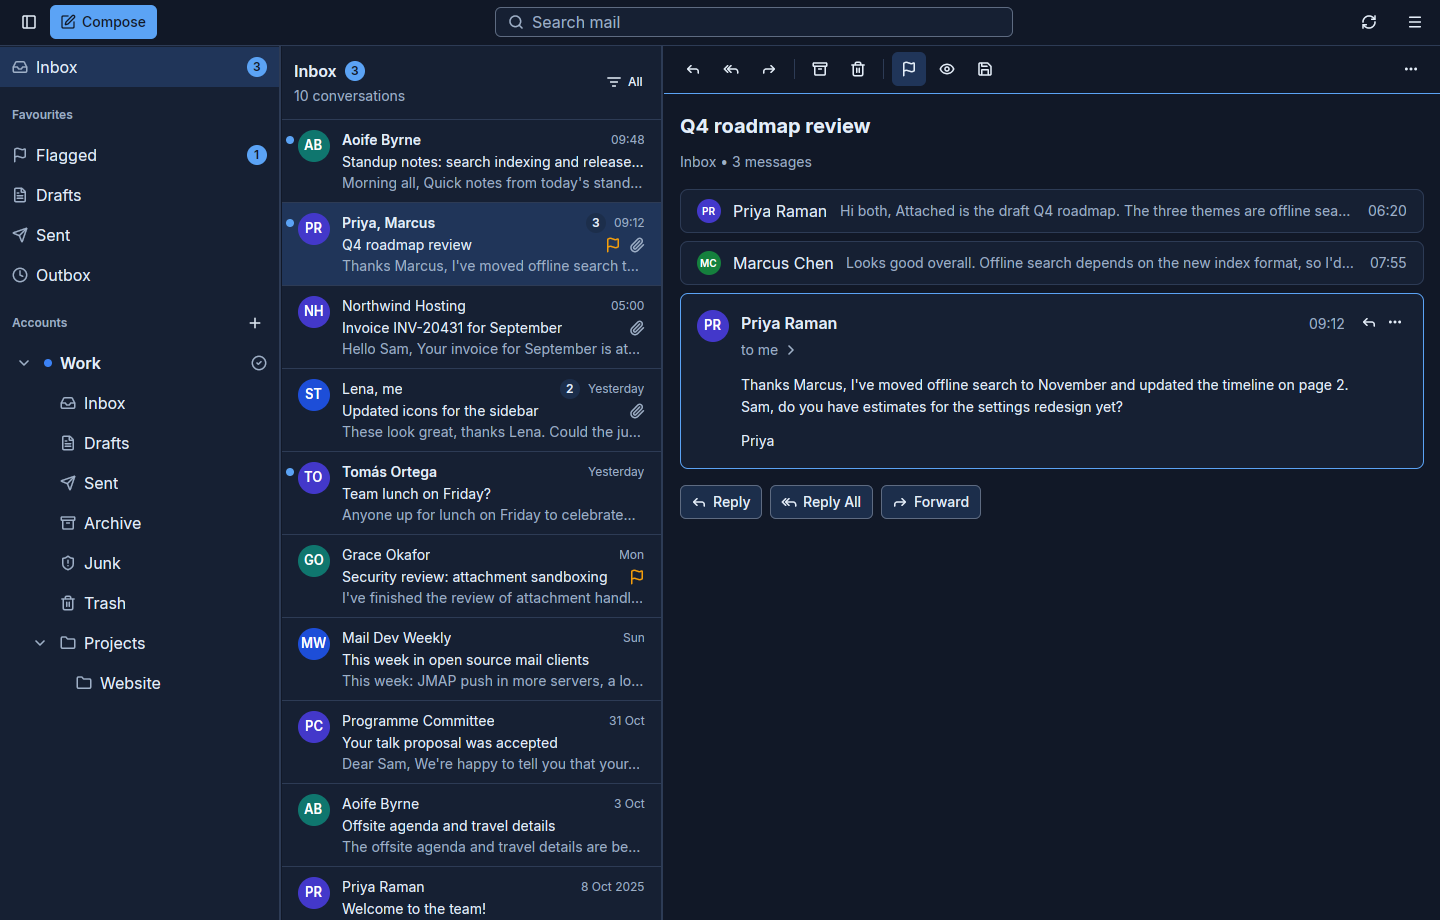 Compose
Search mail
Inbox 3
Favourites
Flagged 1
Drafts
Sent
Outbox
Accounts
Work
Inbox
Drafts
Sent
Archive
Junk
Trash
Projects
Website
Inbox 3
10 conversations
All
AB Aoife Byrne 09:48
Standup notes: search indexing and release...
Morning all, Quick notes from today's stand...
PR Priya, Marcus 3 09:12
Q4 roadmap review
Thanks Marcus, I've moved offline search t...
NH Northwind Hosting 05:00
Invoice INV-20431 for September
Hello Sam, Your invoice for September is at...
ST Lena, me 2 Yesterday
Updated icons for the sidebar
These look great, thanks Lena. Could the ju...
TO Tomás Ortega Yesterday
Team lunch on Friday?
Anyone up for lunch on Friday to celebrate...
GO Grace Okafor Mon
Security review: attachment sandboxing
I've finished the review of attachment handl...
MW Mail Dev Weekly Sun
This week in open source mail clients
This week: JMAP push in more servers, a lo...
PC Programme Committee 31 Oct
Your talk proposal was accepted
Dear Sam, We're happy to tell you that your...
AB Aoife Byrne 3 Oct
Offsite agenda and travel details
The offsite agenda and travel details are be...
PR Priya Raman 8 Oct 2025
Welcome to the team!
Q4 roadmap review
Inbox • 3 messages
PR Priya Raman Hi both, Attached is the draft Q4 roadmap. The three themes are offline sea... 06:20
MC Marcus Chen Looks good overall. Offline search depends on the new index format, so I'd... 07:55
PR Priya Raman 09:12
to me
Thanks Marcus, I've moved offline search to November and updated the timeline on page 2.
Sam, do you have estimates for the settings redesign yet?
Priya
Reply Reply All Forward